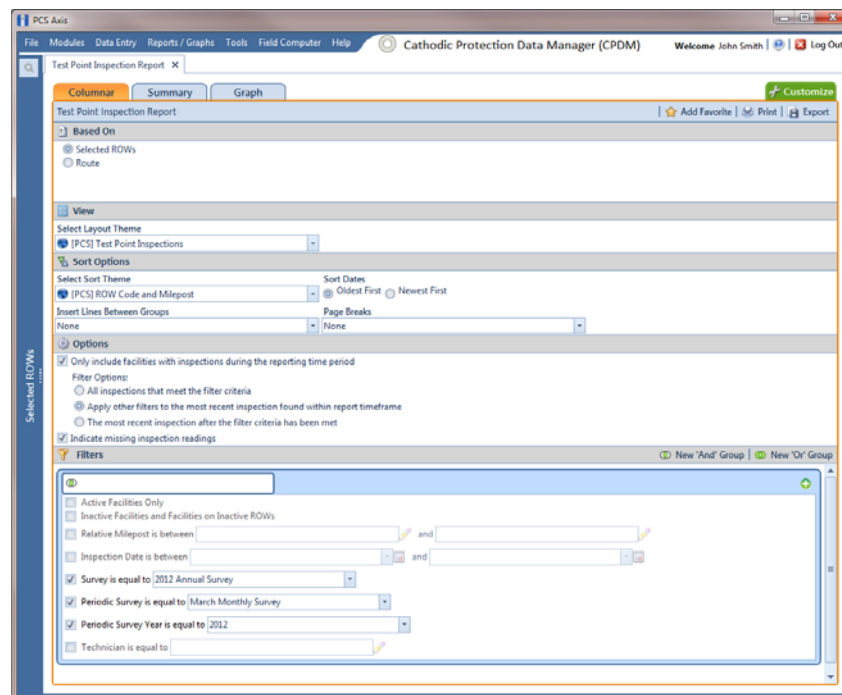 PCS Axis
File Modules Data Entry Reports / Graphs Tools Field Computer Help Cathodic Protection Data Manager (CPDM) Welcome John Smith | | Log Out
Test Point Inspection Report X
Columnar Summary Graph Customize
Test Point Inspection Report | Add Favorite | Print | Export
Based On
Selected ROWs
Route
View
Select Layout Theme
[PCS] Test Point Inspections
Sort Options
Select Sort Theme Sort Dates
[PCS] ROW Code and Milepost Oldest First Newest First
Insert Lines Between Groups Page Breaks
None None
Options
Only include facilities with inspections during the reporting time period
Filter Options:
All inspections that meet the filter criteria
Apply other filters to the most recent inspection found within report timeframe
The most recent inspection after the filter criteria has been met
Indicate missing inspection readings
Selected ROWs
Filters New 'And' Group | New 'Or' Group
Active Facilities Only
Inactive Facilities and Facilities on Inactive ROWs
Relative Milepost is between and
Inspection Date is between and
Survey is equal to 2012 Annual Survey
Periodic Survey is equal to March Monthly Survey
Periodic Survey Year is equal to 2012
Technician is equal to